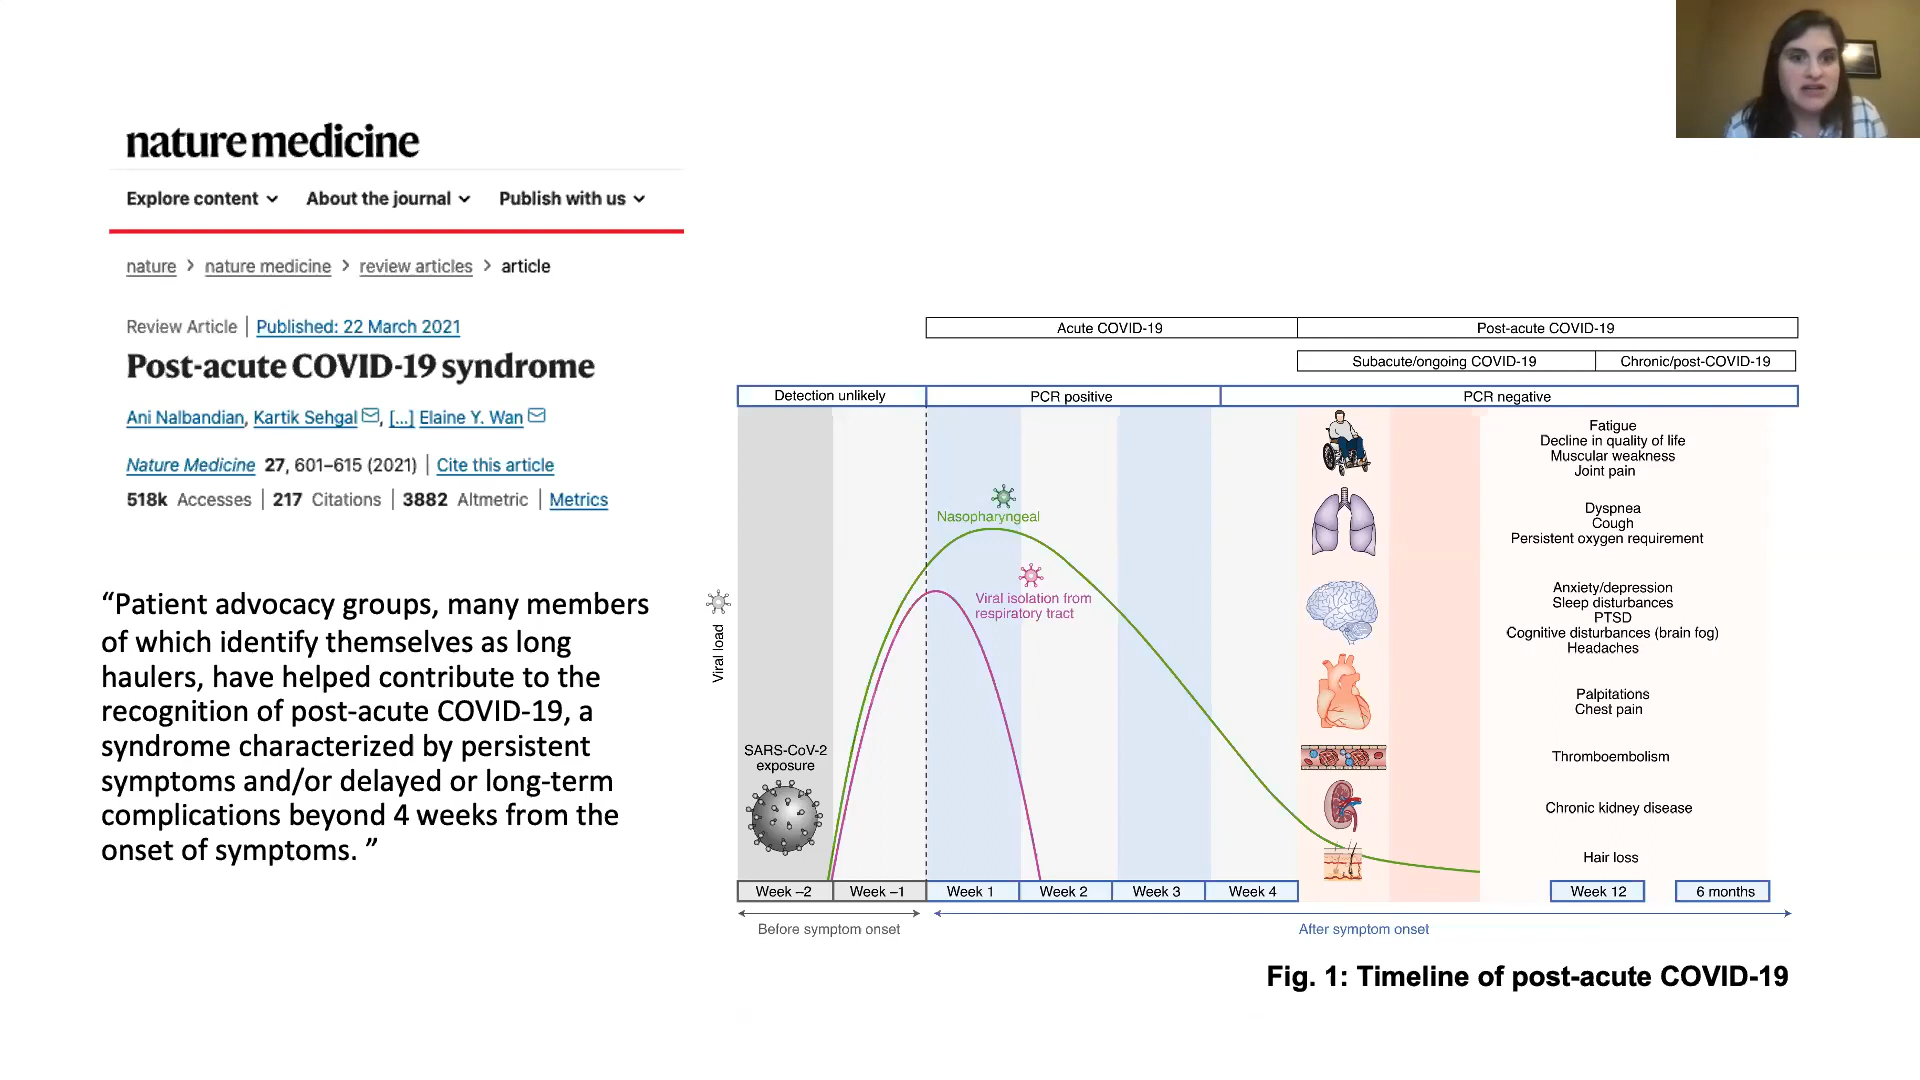 nature medicine
Explore content
About the journal
Publish with us
nature > nature medicine > review articles > article
Review Article | Published: 22 March 2021
Post-acute COVID-19 syndrome
Ani Nalbandian, Kartik Sehgal, [...] Elaine Y. Wan
Nature Medicine 27, 601–615 (2021) | Cite this article
518k Accesses | 217 Citations | 3882 Altmetric | Metrics
“Patient advocacy groups, many members
of which identify themselves as long
haulers, have helped contribute to the
recognition of post-acute COVID-19, a
syndrome characterized by persistent
symptoms and/or delayed or long-term
complications beyond 4 weeks from the
onset of symptoms. ”
Acute COVID-19
Post-acute COVID-19
Subacute/ongoing COVID-19
Chronic/post-COVID-19
Detection unlikely
PCR positive
PCR negative
Viral load
SARS-CoV-2
exposure
Nasopharyngeal
Viral isolation from
respiratory tract
Fatigue
Decline in quality of life
Muscular weakness
Joint pain
Dyspnea
Cough
Persistent oxygen requirement
Anxiety/depression
Sleep disturbances
PTSD
Cognitive disturbances (brain fog)
Headaches
Palpitations
Chest pain
Thromboembolism
Chronic kidney disease
Hair loss
Week –2
Week –1
Week 1
Week 2
Week 3
Week 4
Week 12
6 months
Before symptom onset
After symptom onset
Fig. 1: Timeline of post-acute COVID-19